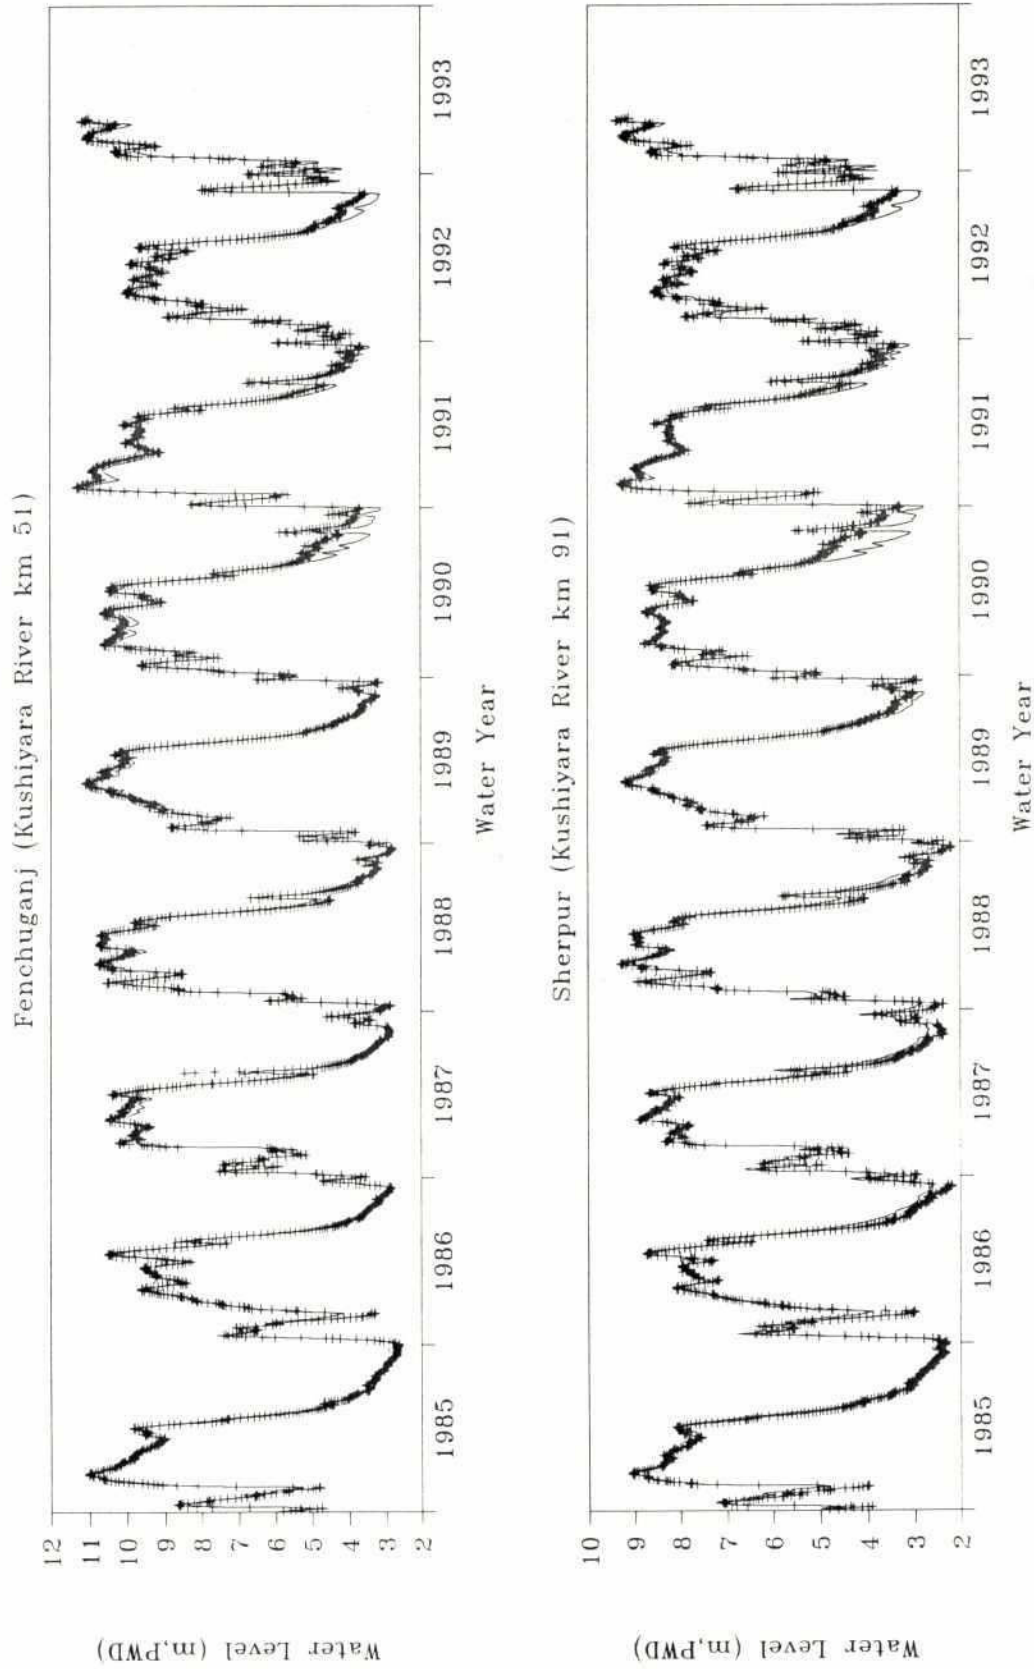 Fenchuganj (Kushiyara River km 51)
Water Level (m,PWD)
12
11
10
9
8
7
6
5
4
3
2
1985 1986 1987 1988 1989 1990 1991 1992 1993
Water Year
Sherpur (Kushiyara River km 91)
Water Level (m,PWD)
10
9
8
7
6
5
4
3
2
1985 1986 1987 1988 1989 1990 1991 1992 1993
Water Year